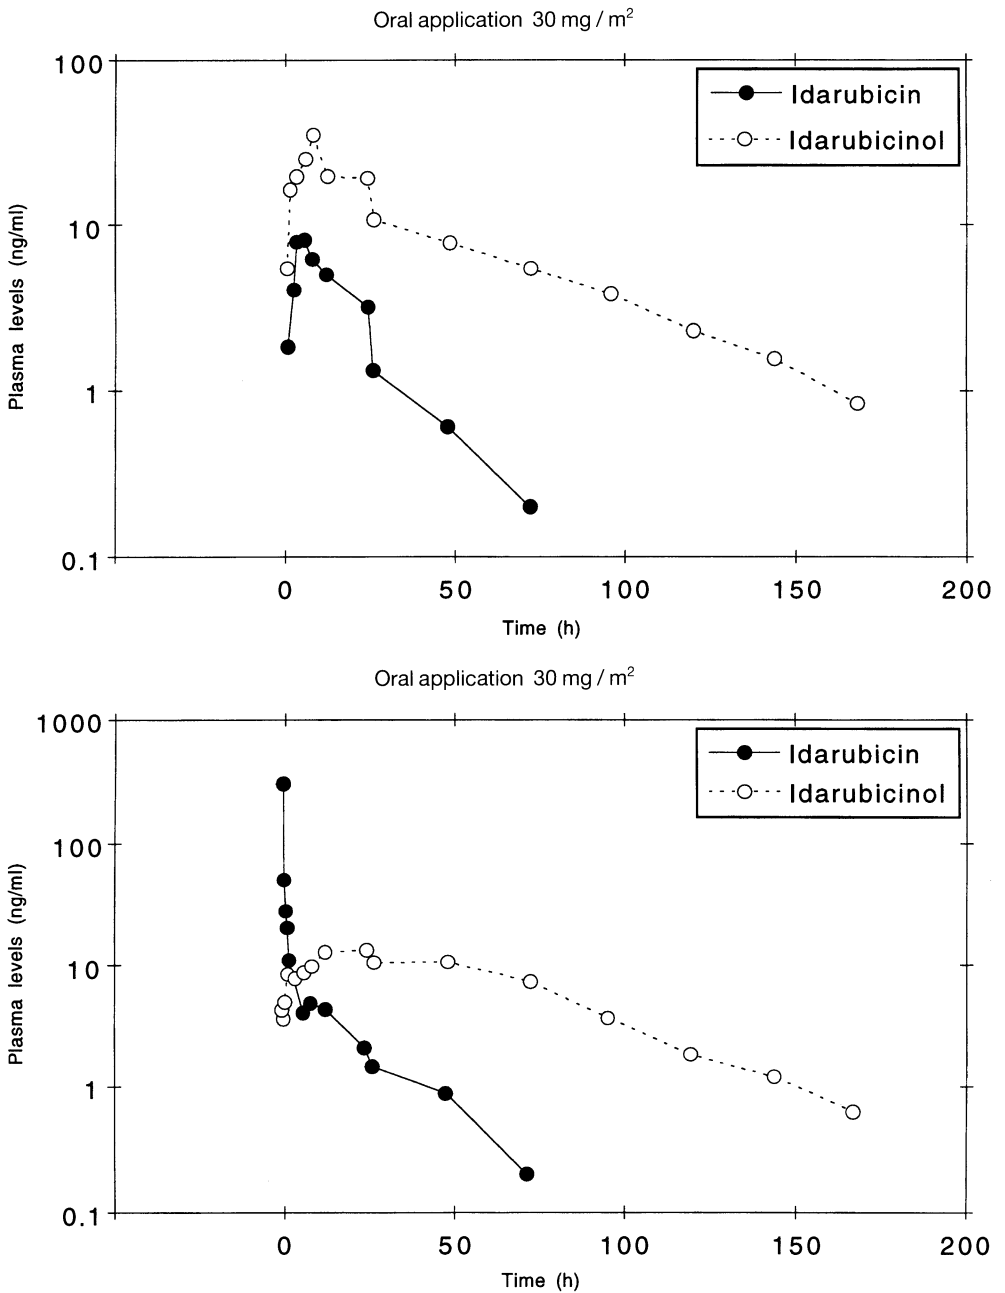 Oral application 30 mg / m²
Plasma levels (ng/ml)
100
10
1
0.1
Idarubicin
Idarubicinol
0 50 100 150 200
Time (h)
Oral application 30 mg / m²
Plasma levels (ng/ml)
1000
100
10
1
0.1
Idarubicin
Idarubicinol
0 50 100 150 200
Time (h)